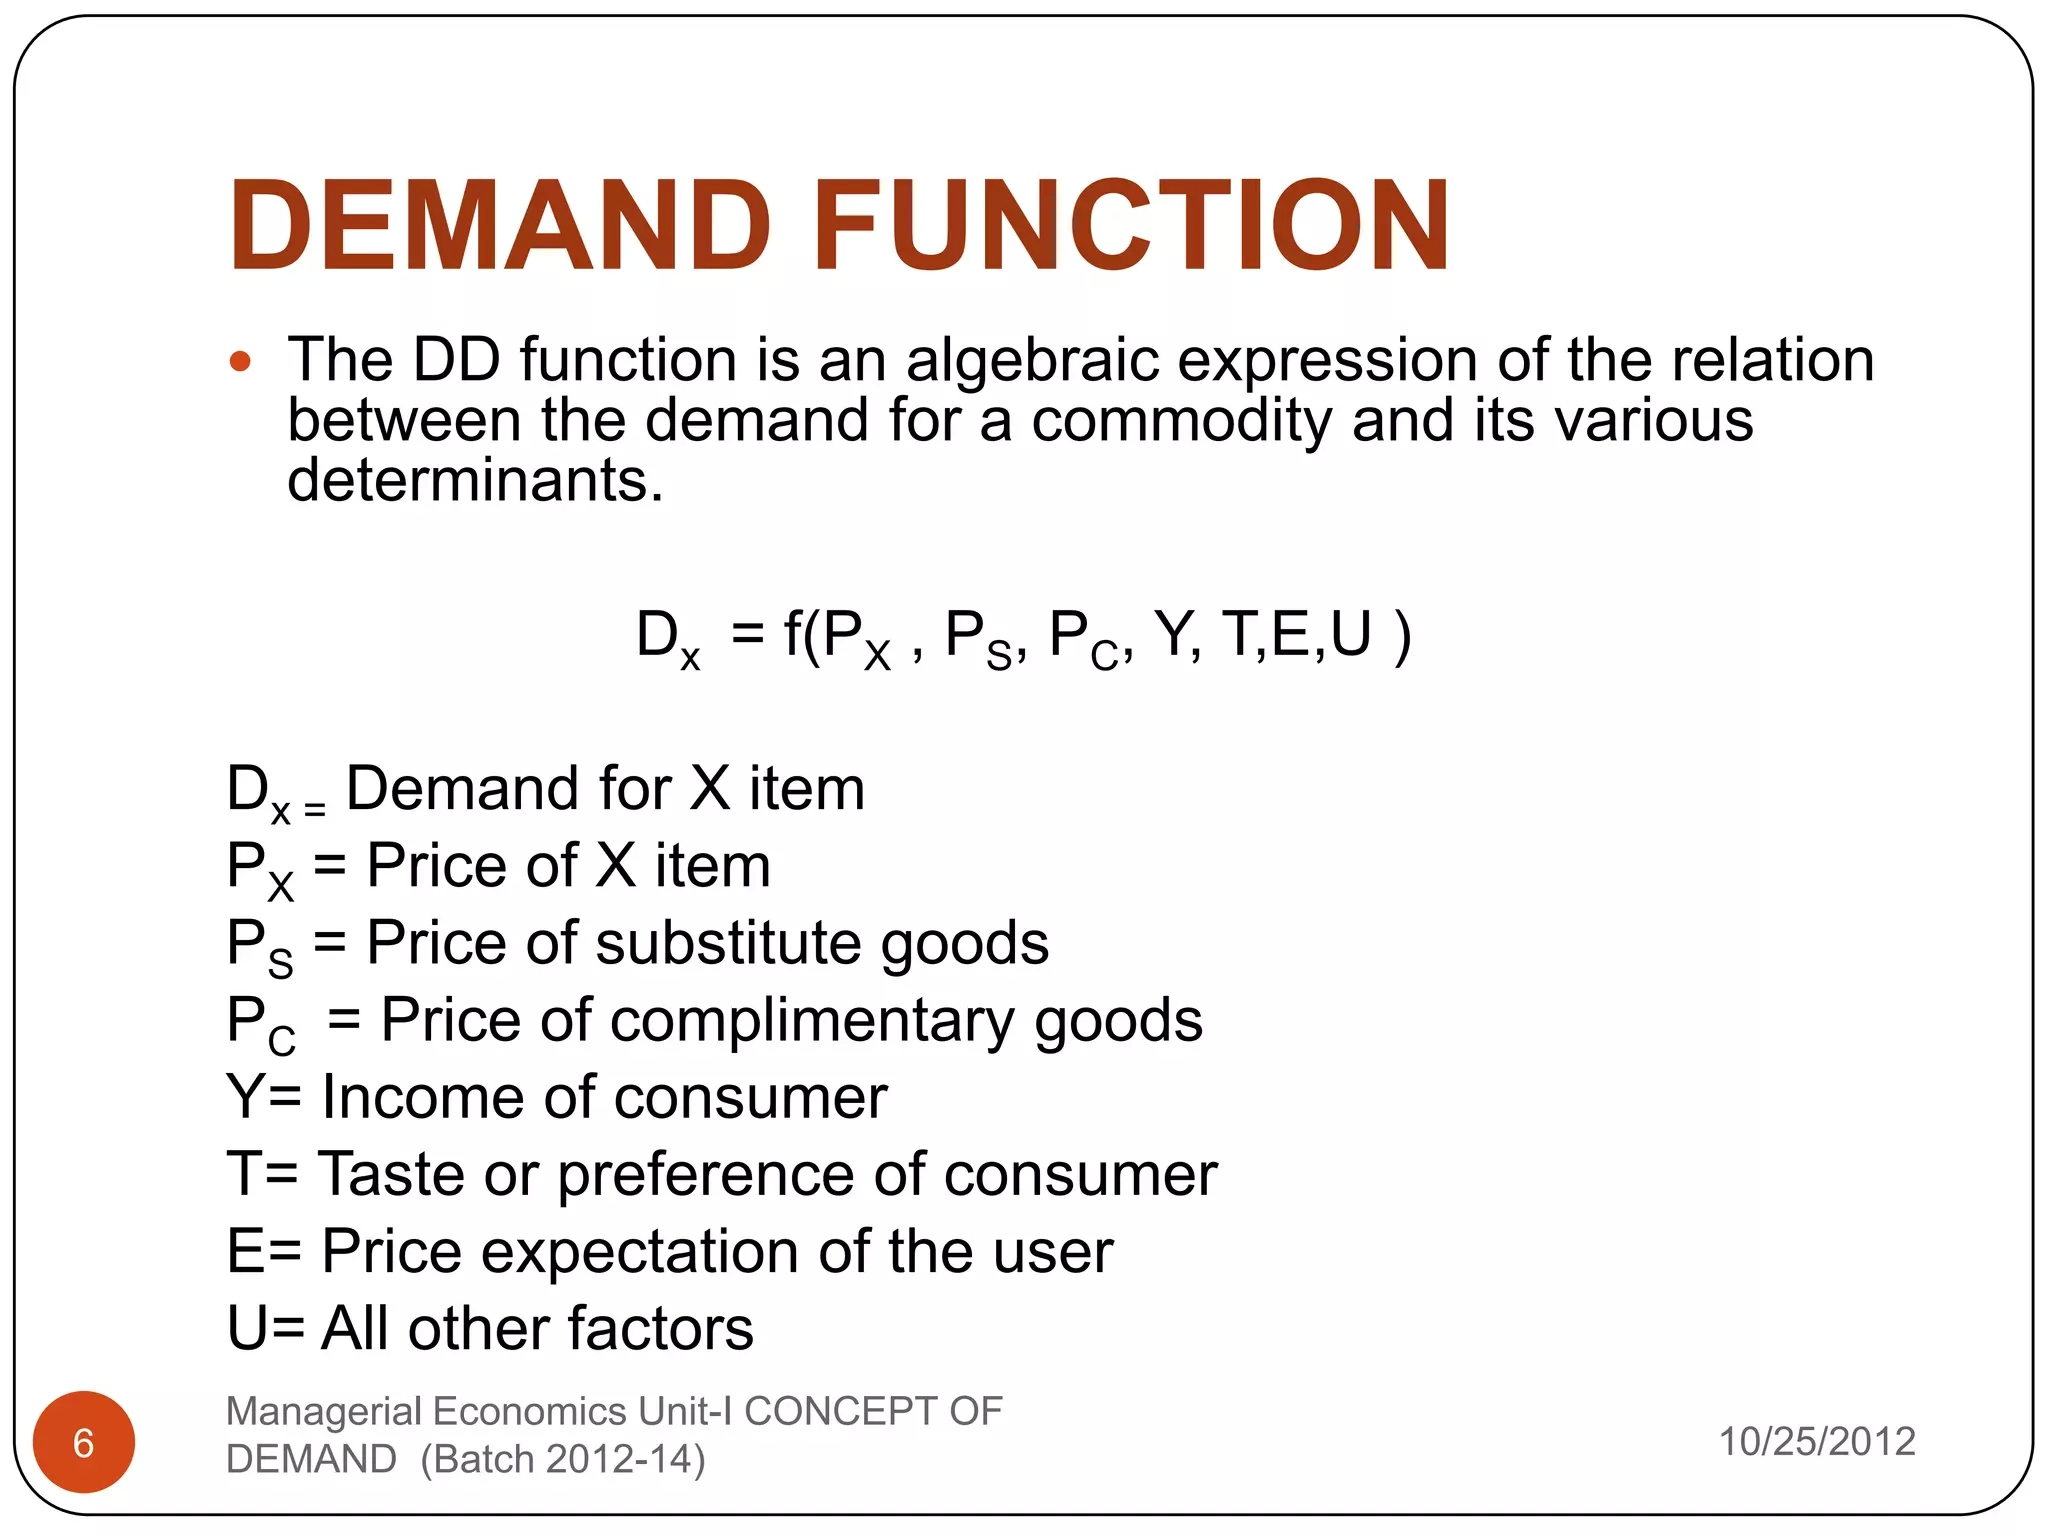 DEMAND FUNCTION
• The DD function is an algebraic expression of the relation
between the demand for a commodity and its various
determinants.
Dx = f(PX , PS, PC, Y, T,E,U )
Dx = Demand for X item
PX = Price of X item
PS = Price of substitute goods
PC = Price of complimentary goods
Y= Income of consumer
T= Taste or preference of consumer
E= Price expectation of the user
U= All other factors
Managerial Economics Unit-I CONCEPT OF
DEMAND (Batch 2012-14)
6
10/25/2012